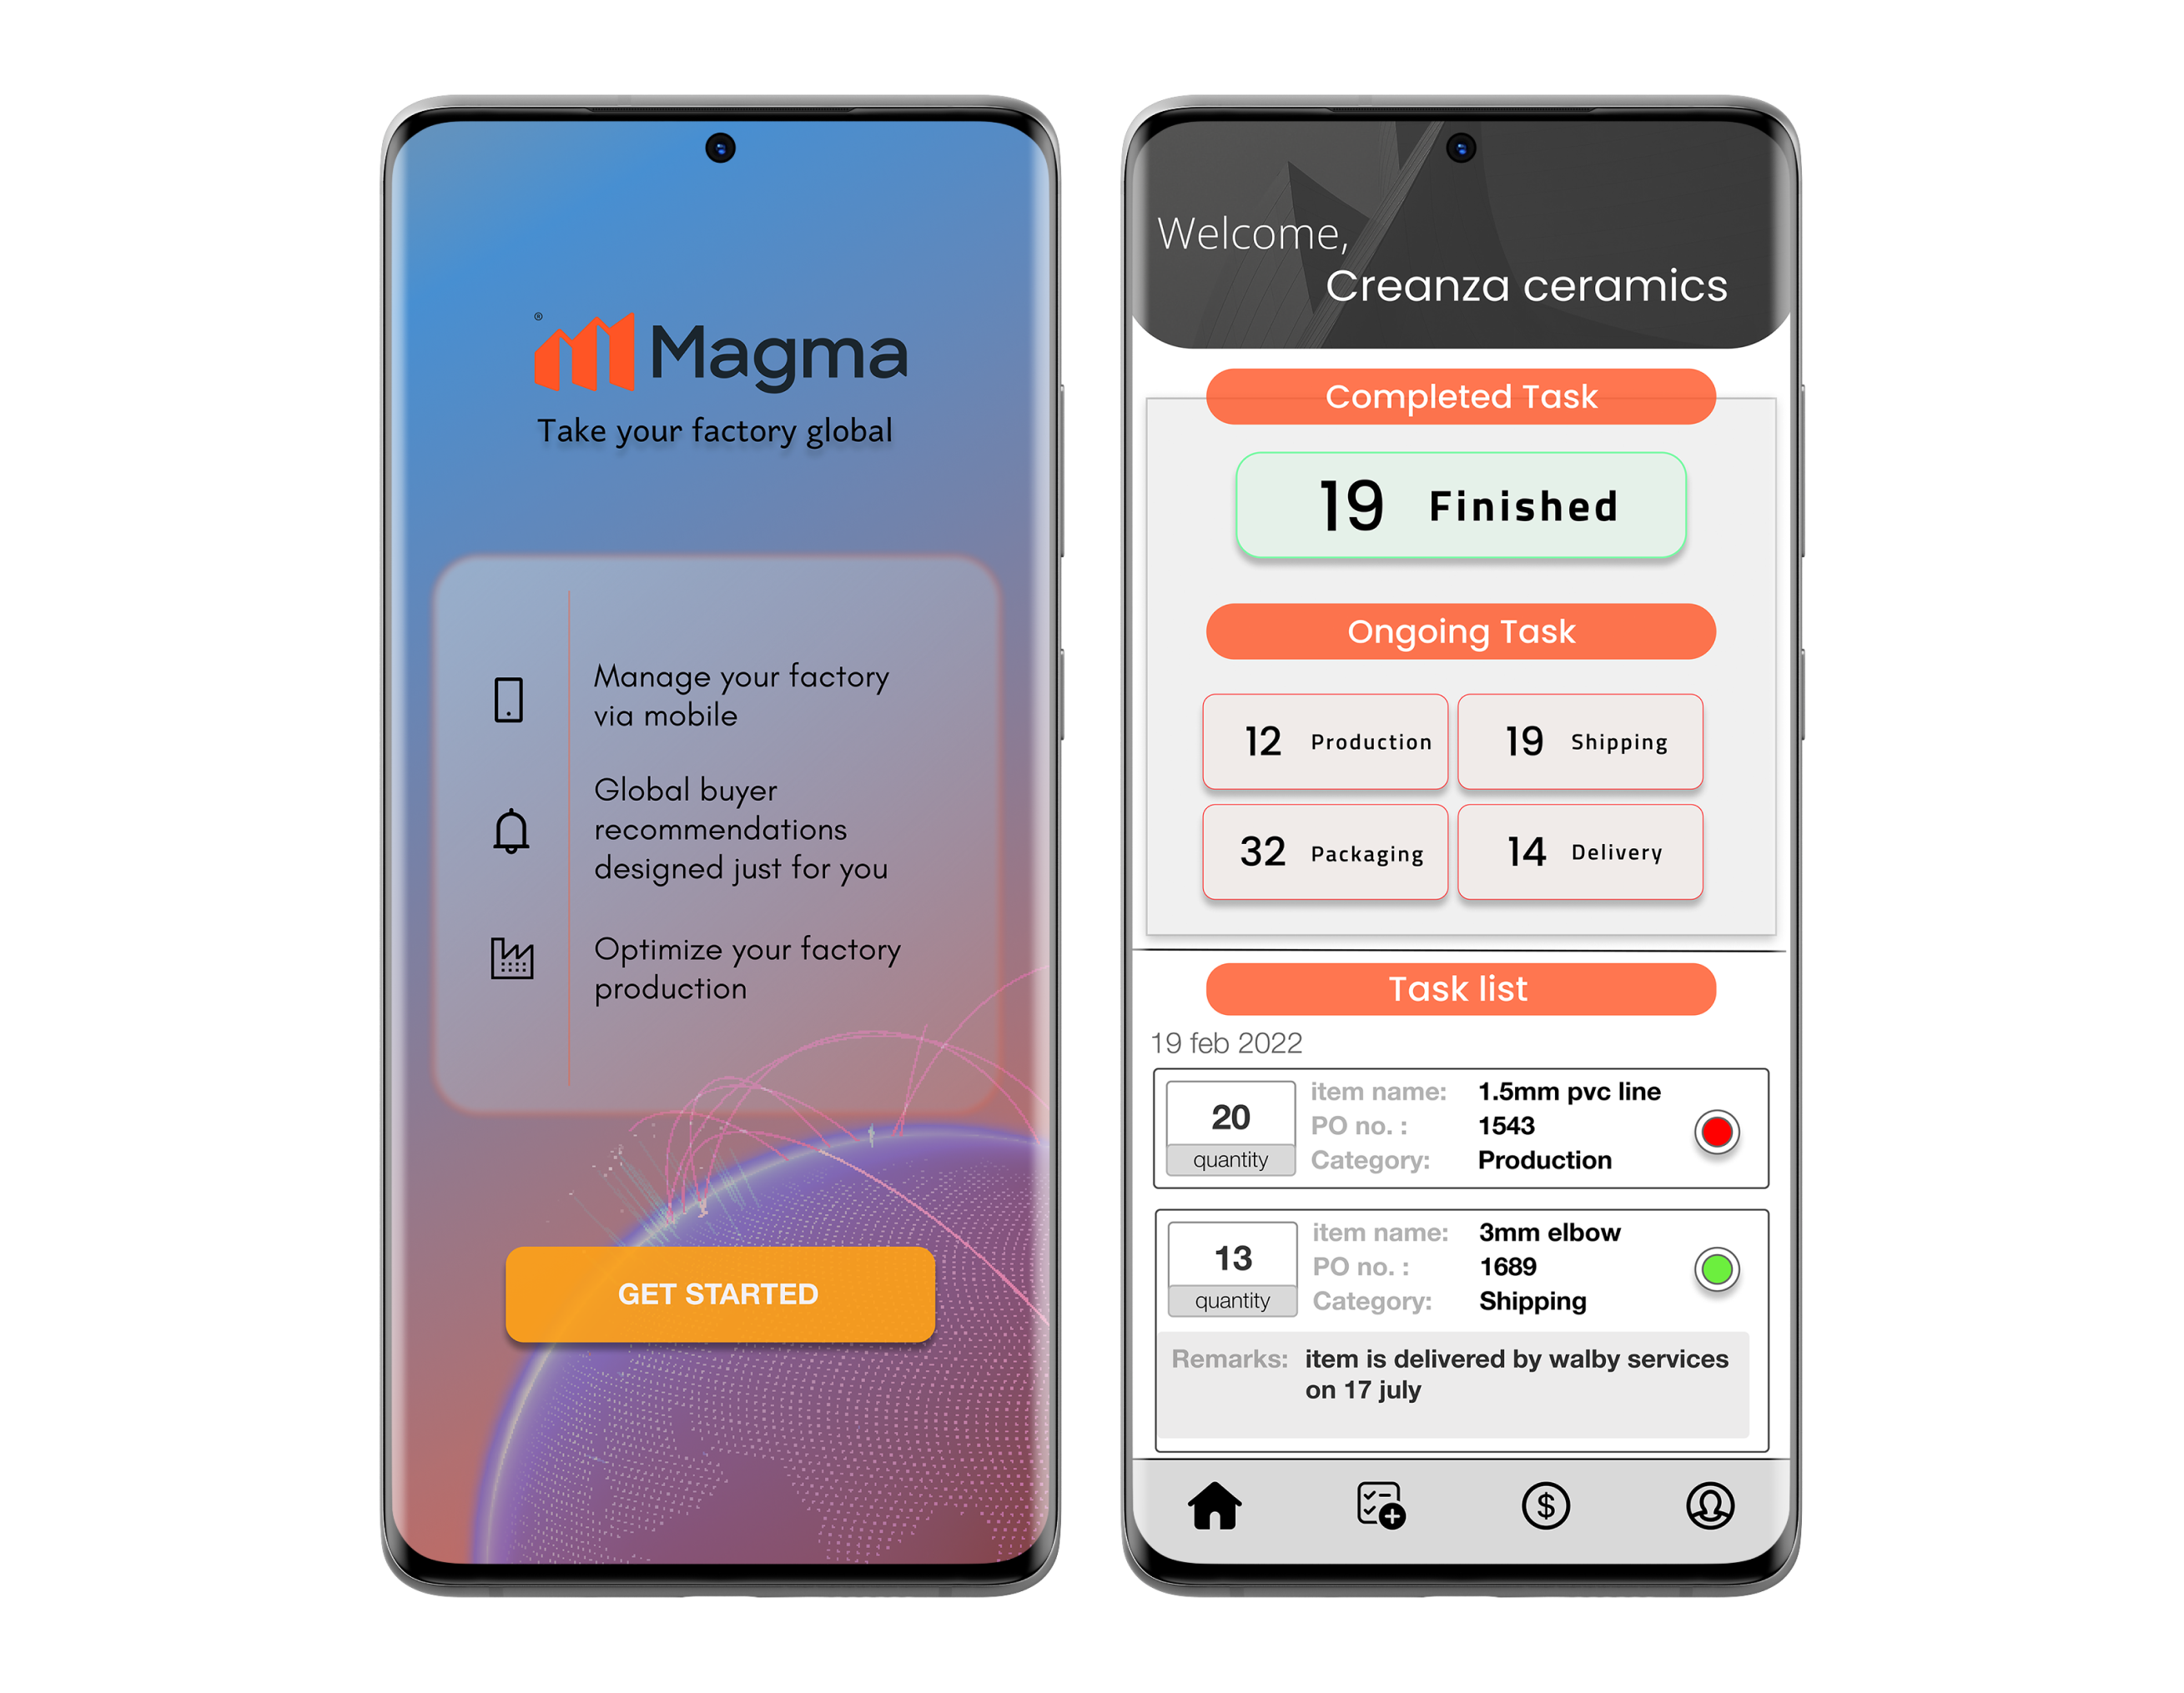 ®
Magma
Take your factory global
Manage your factory
via mobile
Global buyer
recommendations
designed just for you
Optimize your factory
production
GET STARTED
Welcome,
Creanza ceramics
Completed Task
19 Finished
Ongoing Task
12 Production 19 Shipping
32 Packaging 14 Delivery
Task list
19 feb 2022
20
quantity
item name: 1.5mm pvc line
PO no. : 1543
Category: Production
13
quantity
item name: 3mm elbow
PO no. : 1689
Category: Shipping
Remarks: item is delivered by walby services
on 17 july
$